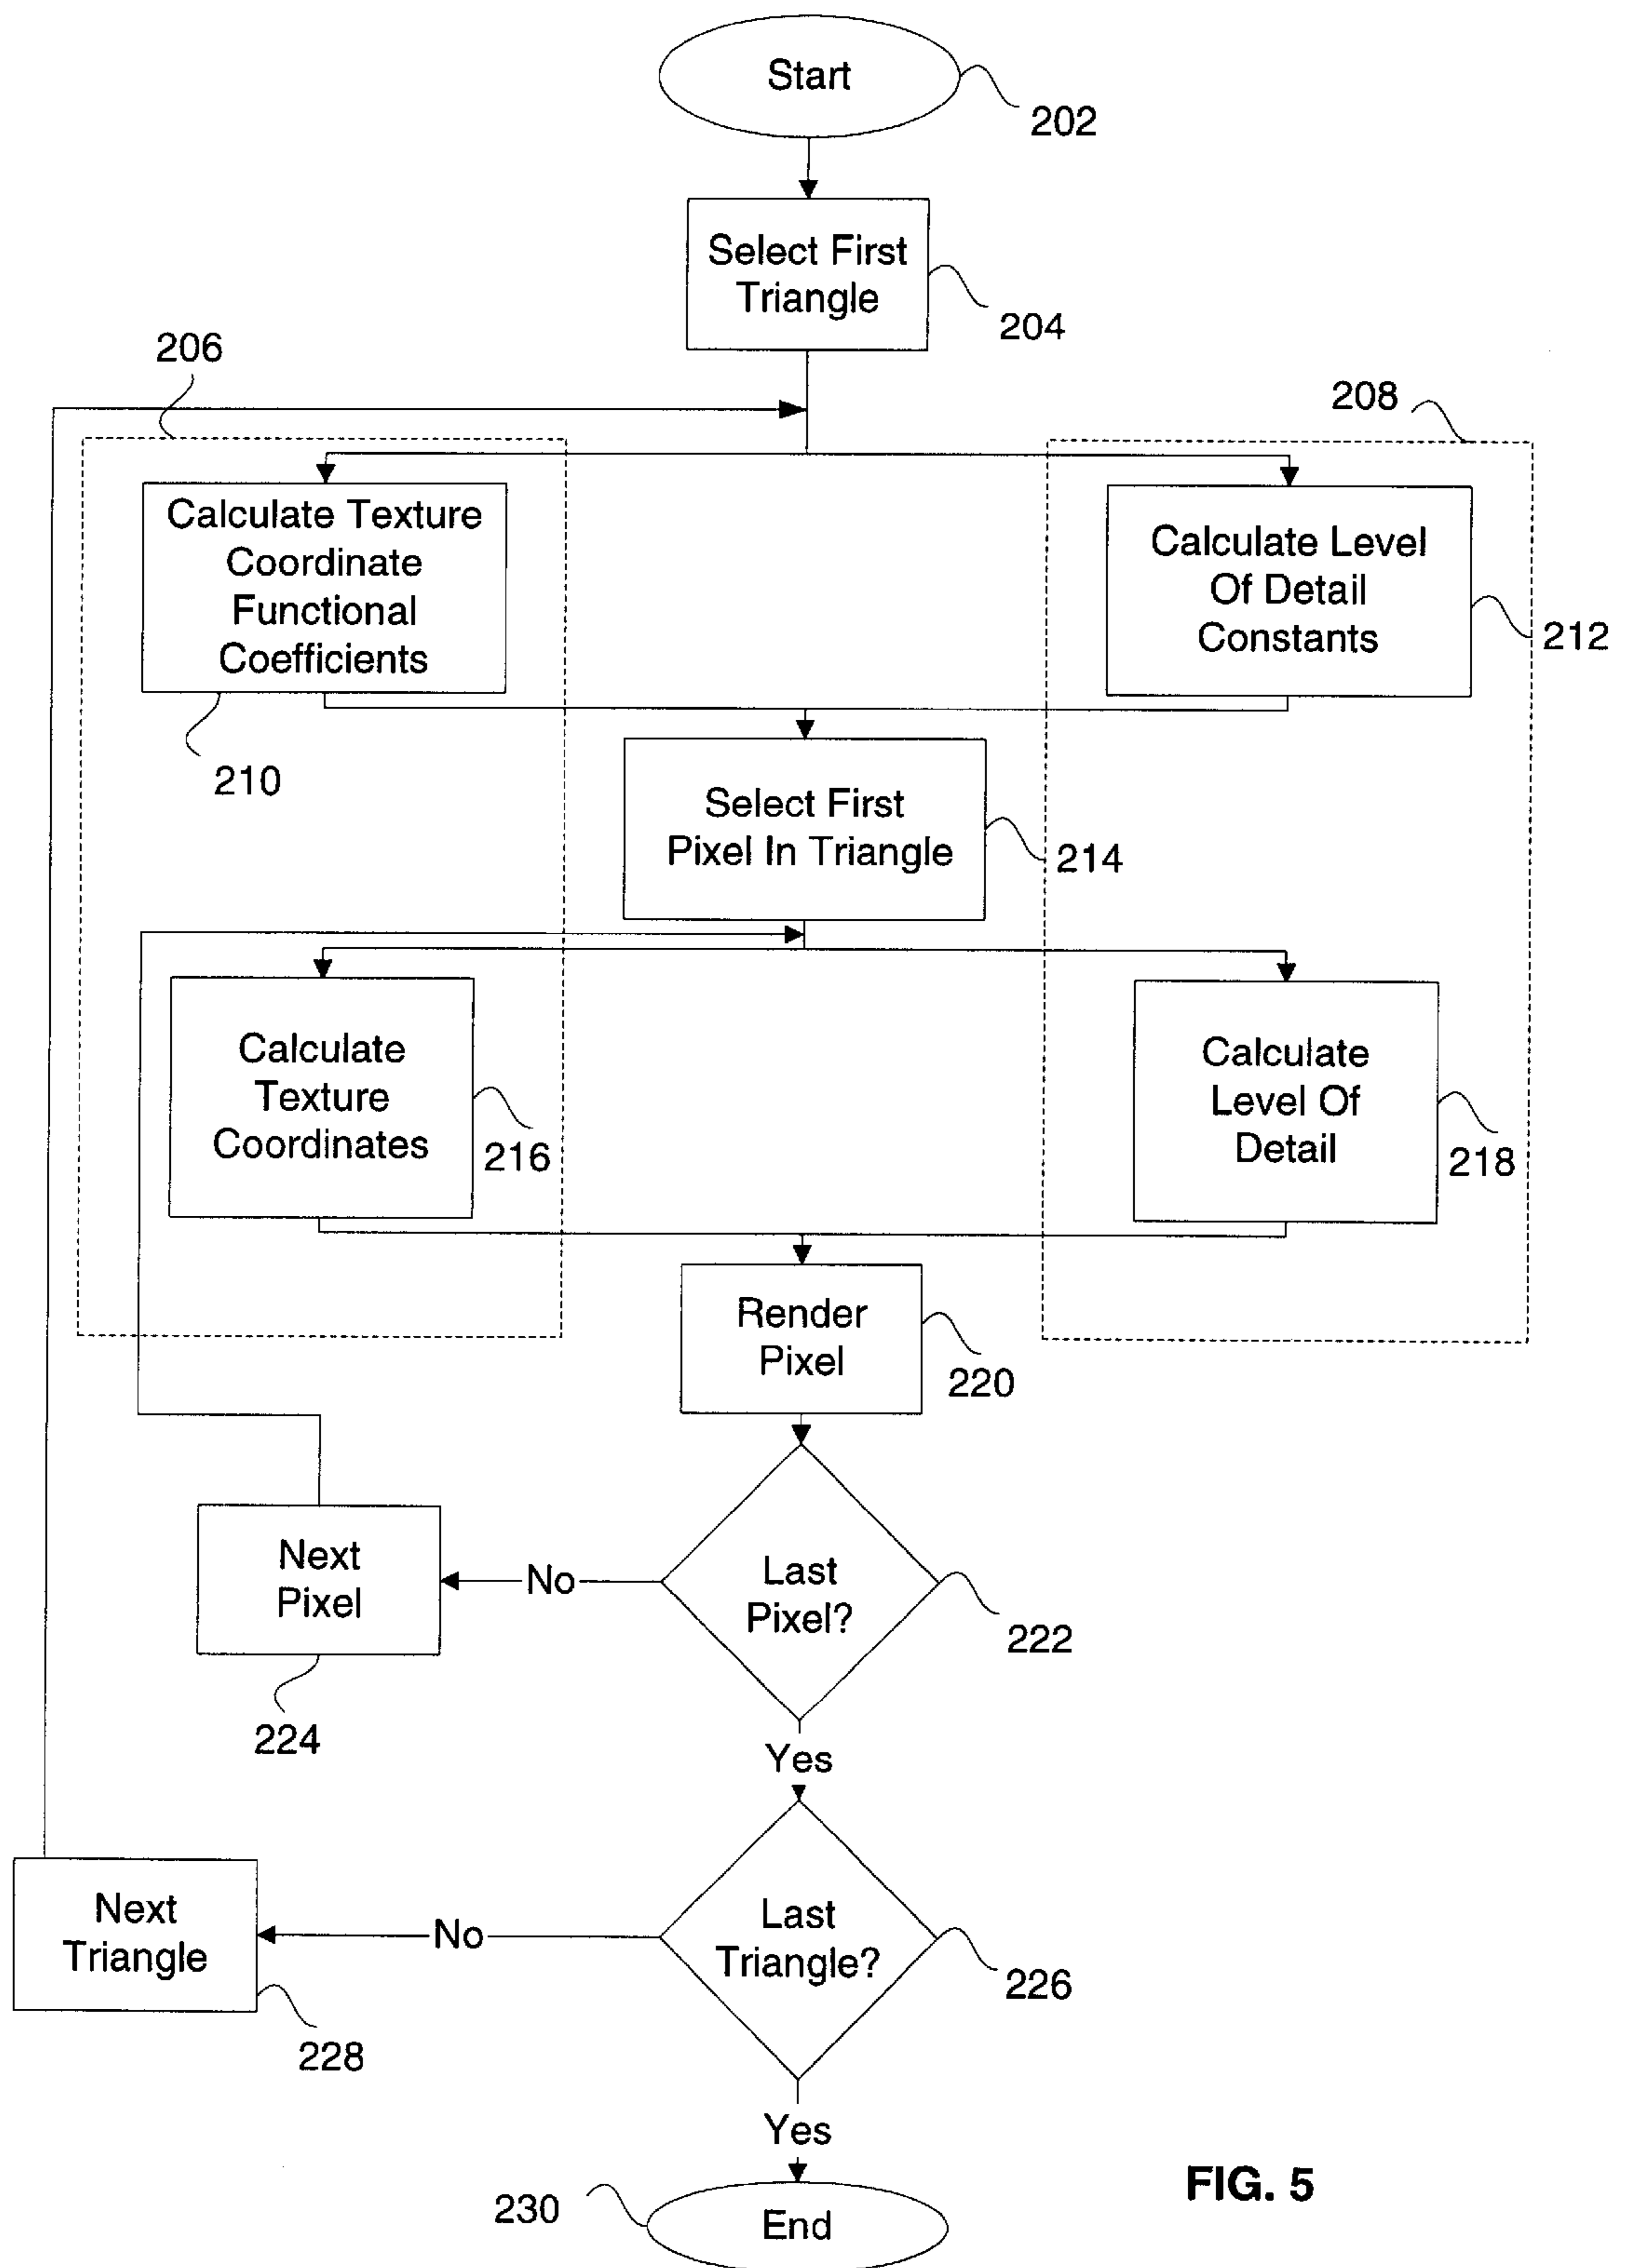 Start
202
Select First
Triangle
204
206
208
Calculate Texture
Coordinate
Functional
Coefficients
210
Calculate Level
Of Detail
Constants
212
Select First
Pixel In Triangle
214
Calculate
Texture
Coordinates
216
Calculate
Level Of
Detail
218
Render
Pixel
220
Next
Pixel
224
No
Last
Pixel?
222
Yes
Next
Triangle
228
No
Last
Triangle?
226
Yes
230
End
FIG. 5